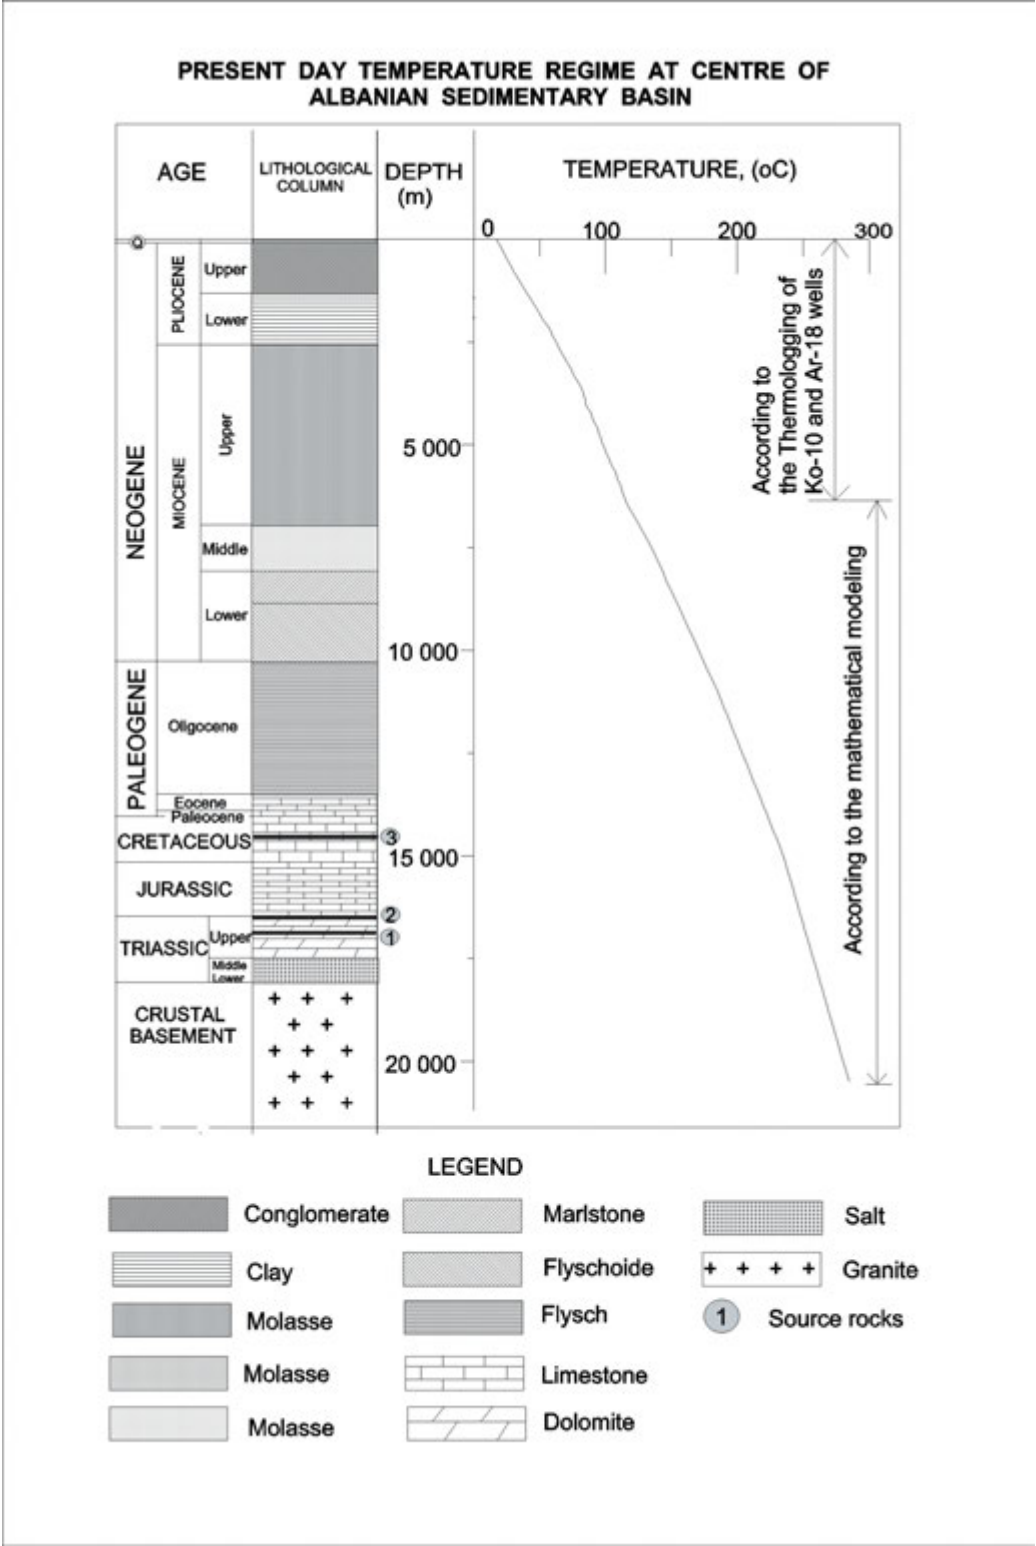 PRESENT DAY TEMPERATURE REGIME AT CENTRE OF
ALBANIAN SEDIMENTARY BASIN
AGE
LITHOLOGICAL
COLUMN
DEPTH
(m)
TEMPERATURE, (oC)
0
100
200
300
Q
NEOGENE
PLIOCENE
Upper
Lower
MIOCENE
Upper
Middle
Lower
PALEOGENE
Oligocene
Eocene
Paleocene
CRETACEOUS
JURASSIC
TRIASSIC
Upper
Middle
Lower
CRUSTAL
BASEMENT
5 000
10 000
3
15 000
2
1
20 000
According to
the Thermologging of
Ko-10 and Ar-18 wells
According to the mathematical modeling
LEGEND
Conglomerate
Clay
Molasse
Molasse
Molasse
Marlstone
Flyschoide
Flysch
Limestone
Dolomite
Salt
Granite
1 Source rocks